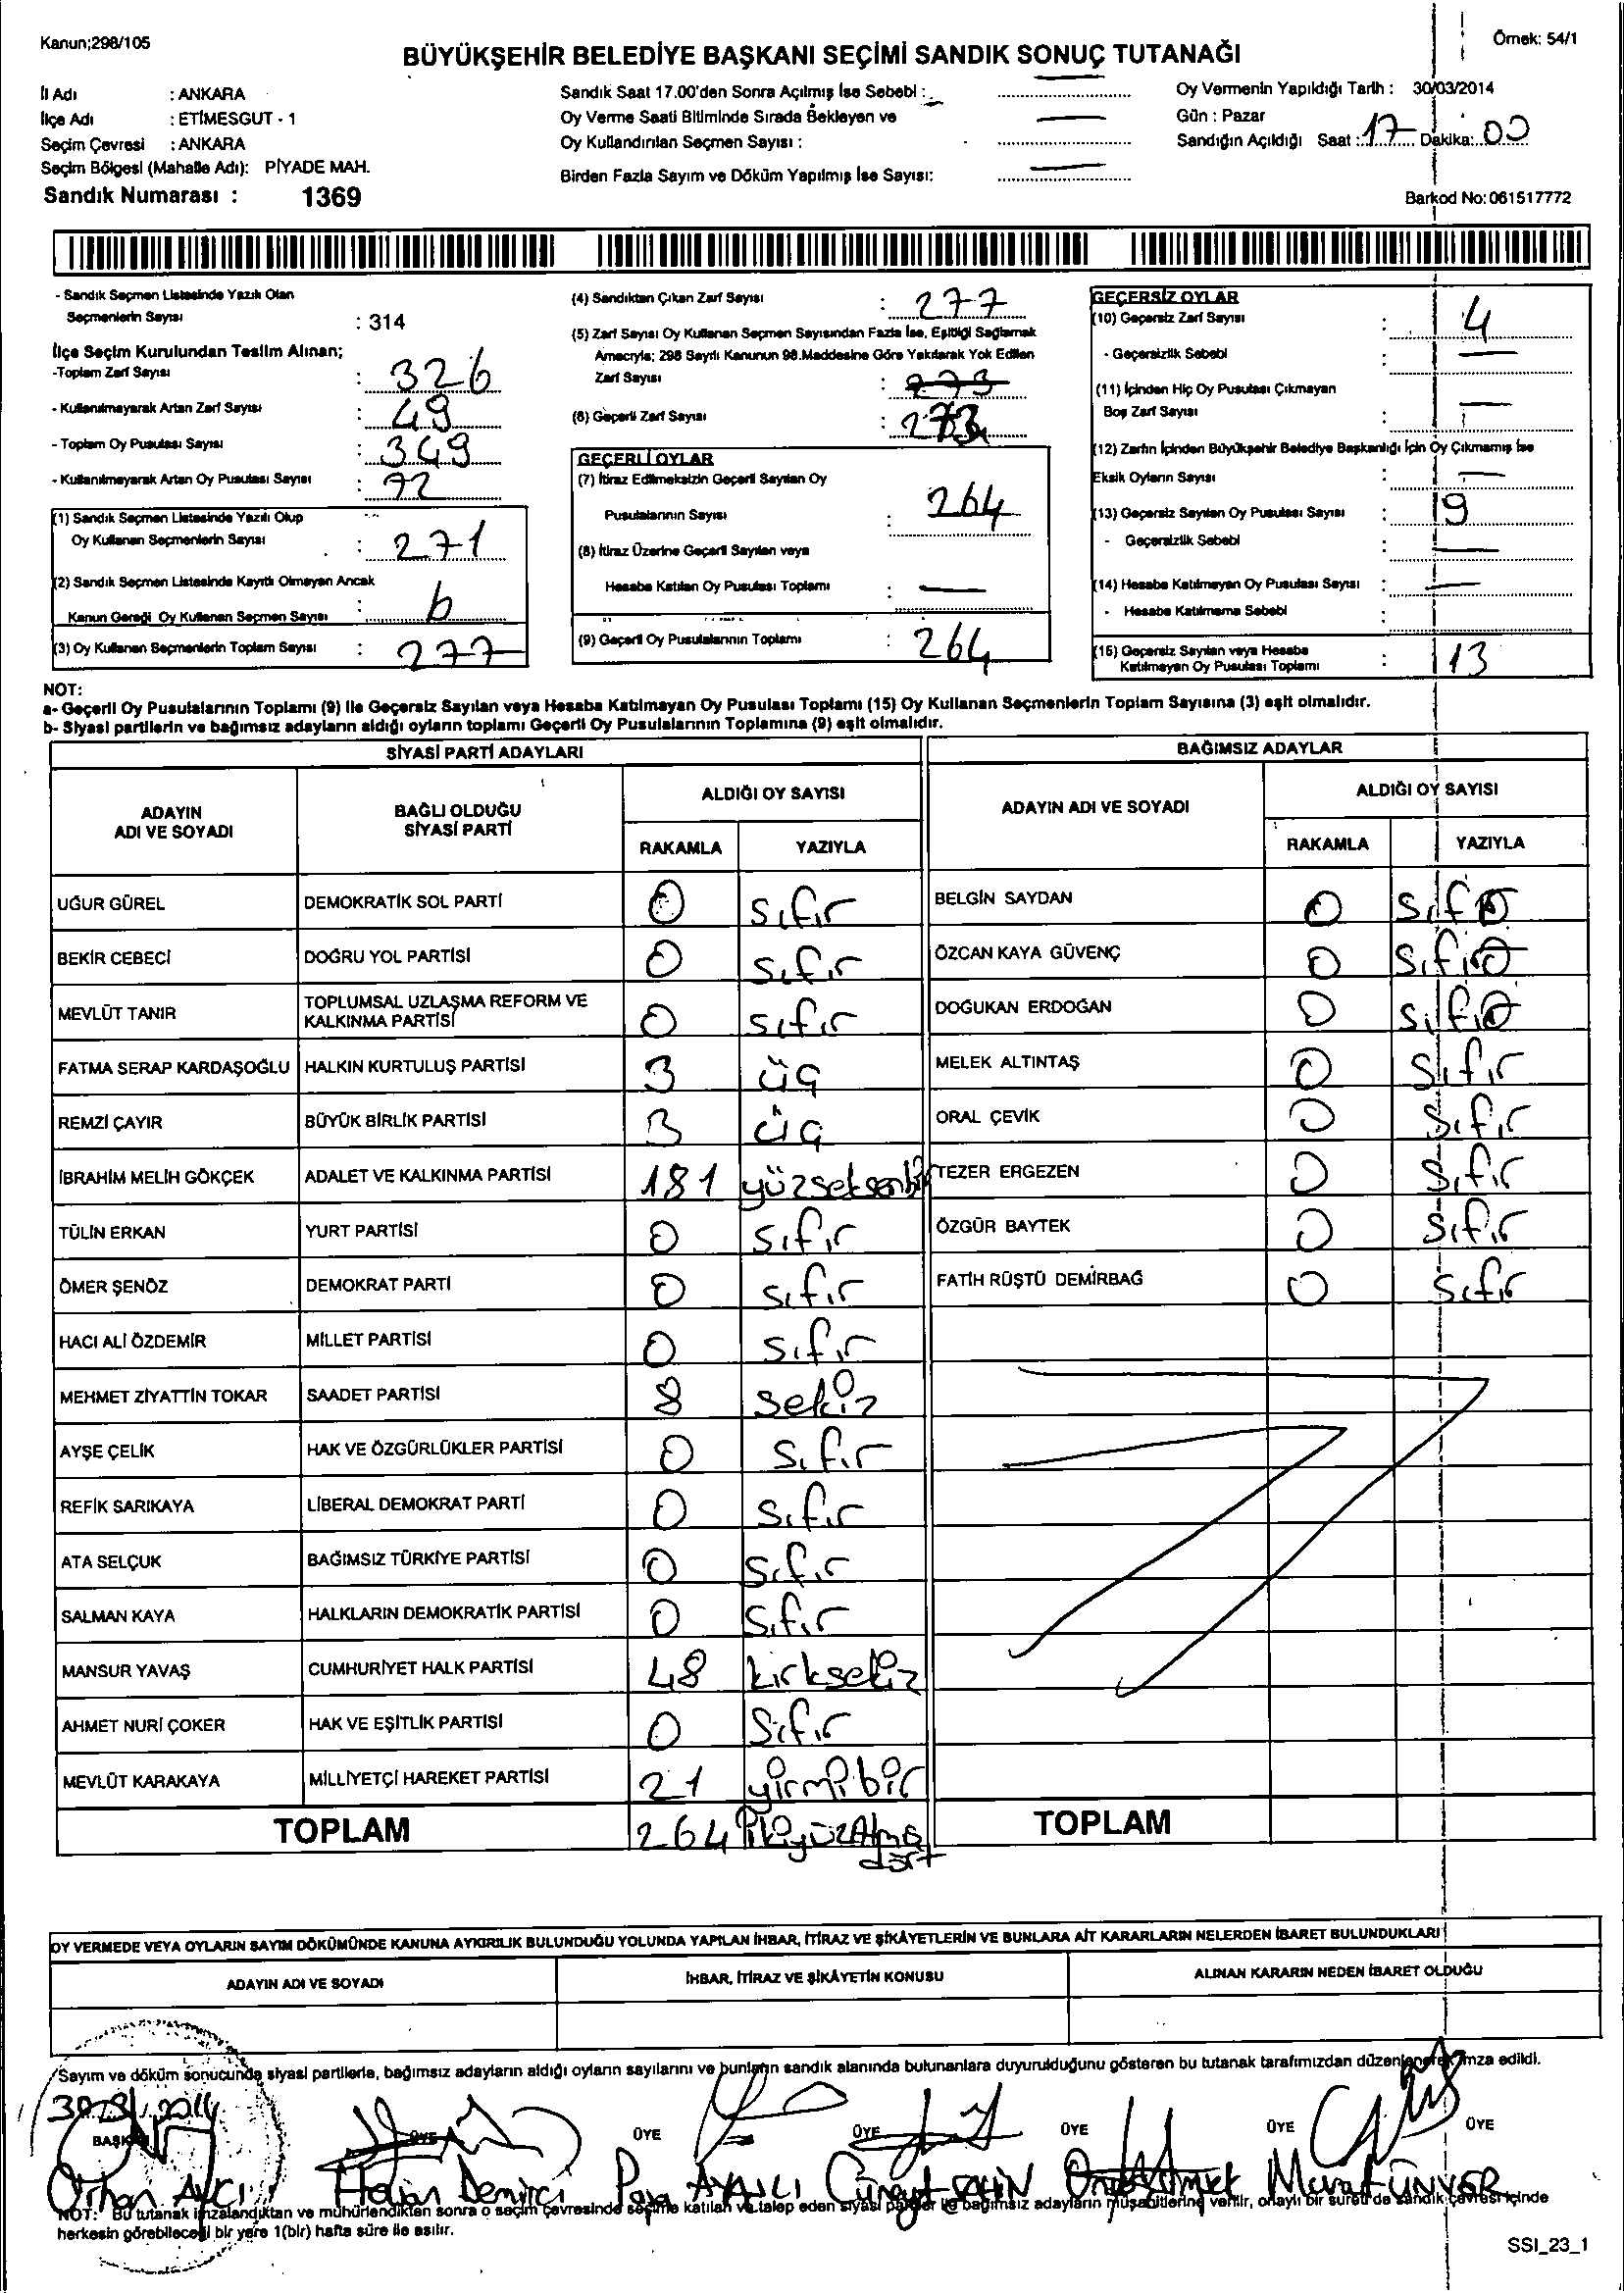 Kanun;298/105
Örnek: 54/1
BÜYÜKŞEHİR BELEDİYE BAŞKANI SEÇİMİ SANDIK SONUÇ TUTANAĞI
İl Adı : ANKARA
İlçe Adı : ETİMESGUT - 1
Seçim Çevresi : ANKARA
Seçim Bölgesi (Mahalle Adı): PİYADE MAH.
Sandık Numarası : 1369
Sandık Saat 17.00'den Sonra Açılmış İse Sebebi :
Oy Verme Saati Bitiminde Sırada Bekleyen ve
Oy Kullandırılan Seçmen Sayısı :
Birden Fazla Sayım ve Döküm Yapılmış İse Sayısı:
Oy Vermenin Yapıldığı Tarih : 30/03/2014
Gün : Pazar
Sandığın Açıldığı Saat : 17 Dakika: 00
Barkod No: 061517772
- Sandık Seçmen Listesinde Yazılı Olan
Seçmenlerin Sayısı : 314
İlçe Seçim Kurulundan Teslim Alınan;
-Toplam Zarf Sayısı : 326
- Kullanılmayarak Artan Zarf Sayısı : 49
- Toplam Oy Pusulası Sayısı : 349
- Kullanılmayarak Artan Oy Pusulası Sayısı : 72
(1) Sandık Seçmen Listesinde Yazılı Olup
Oy Kullanan Seçmenlerin Sayısı : 271
(2) Sandık Seçmen Listesinde Kayıtlı Olmayan Ancak
Kanun Gereği Oy Kullanan Seçmen Sayısı : 6
(3) Oy Kullanan Seçmenlerin Toplam Sayısı : 277
(4) Sandıktan Çıkan Zarf Sayısı : 277
(5) Zarf Sayısı Oy Kullanan Seçmen Sayısından Fazla İse, Eşitliği Sağlamak
Amacıyla; 298 Sayılı Kanunun 98.Maddesine Göre Yakılarak Yok Edilen
Zarf Sayısı : 273
(6) Geçerli Zarf Sayısı : 273
GEÇERLİ OYLAR
(7) İtiraz Edilmeksizin Geçerli Sayılan Oy
Pusulalarının Sayısı : 264
(8) İtiraz Üzerine Geçerli Sayılan veya
Hesaba Katılan Oy Pusulası Toplamı : —
(9) Geçerli Oy Pusulalarının Toplamı : 264
GEÇERSİZ OYLAR
(10) Geçersiz Zarf Sayısı : 4
- Geçersizlik Sebebi : —
(11) İçinden Hiç Oy Pusulası Çıkmayan
Boş Zarf Sayısı : —
(12) Zarfın İçinden Büyükşehir Belediye Başkanlığı İçin Oy Çıkmamış İse
Eksik Oyların Sayısı : —
(13) Geçersiz Sayılan Oy Pusulası Sayısı : 9
- Geçersizlik Sebebi : —
(14) Hesaba Katılmayan Oy Pusulası Sayısı : —
- Hesaba Katılmama Sebebi :
(15) Geçersiz Sayılan veya Hesaba
Katılmayan Oy Pusulası Toplamı : 13
NOT:
a- Geçerli Oy Pusulalarının Toplamı (9) ile Geçersiz Sayılan veya Hesaba Katılmayan Oy Pusulası Toplamı (15) Oy Kullanan Seçmenlerin Toplam Sayısına (3) eşit olmalıdır.
b- Siyasi partilerin ve bağımsız adayların aldığı oyların toplamı Geçerli Oy Pusulalarının Toplamına (9) eşit olmalıdır.
SİYASİ PARTİ ADAYLARI
ADAYIN ADI VE SOYADI
BAĞLI OLDUĞU SİYASİ PARTİ
ALDIĞI OY SAYISI
RAKAMLA YAZIYLA
UĞUR GÜREL DEMOKRATİK SOL PARTİ 0 sıfır
BEKİR CEBECİ DOĞRU YOL PARTİSİ 0 sıfır
MEVLÜT TANIR TOPLUMSAL UZLAŞMA REFORM VE KALKINMA PARTİSİ 0 sıfır
FATMA SERAP KARDAŞOĞLU HALKIN KURTULUŞ PARTİSİ 3 üç
REMZİ ÇAYIR BÜYÜK BİRLİK PARTİSİ 3 üç
İBRAHİM MELİH GÖKÇEK ADALET VE KALKINMA PARTİSİ 181 yüzseksenbir
TÜLİN ERKAN YURT PARTİSİ 0 sıfır
ÖMER ŞENÖZ DEMOKRAT PARTİ 0 sıfır
HACI ALİ ÖZDEMİR MİLLET PARTİSİ 0 sıfır
MEHMET ZİYATTİN TOKAR SAADET PARTİSİ 8 sekiz
AYŞE ÇELİK HAK VE ÖZGÜRLÜKLER PARTİSİ 0 sıfır
REFİK SARIKAYA LİBERAL DEMOKRAT PARTİ 0 sıfır
ATA SELÇUK BAĞIMSIZ TÜRKİYE PARTİSİ 0 sıfır
SALMAN KAYA HALKLARIN DEMOKRATİK PARTİSİ 0 sıfır
MANSUR YAVAŞ CUMHURİYET HALK PARTİSİ 48 kırksekiz
AHMET NURİ ÇOKER HAK VE EŞİTLİK PARTİSİ 0 sıfır
MEVLÜT KARAKAYA MİLLİYETÇİ HAREKET PARTİSİ 21 yirmibir
TOPLAM 264 ikiyüzAtmış dört
BAĞIMSIZ ADAYLAR
ADAYIN ADI VE SOYADI
ALDIĞI OY SAYISI
RAKAMLA YAZIYLA
BELGİN SAYDAN 0 sıfır
ÖZCAN KAYA GÜVENÇ 0 sıfır
DOĞUKAN ERDOĞAN 0 sıfır
MELEK ALTINTAŞ 0 sıfır
ORAL ÇEVİK 0 sıfır
TEZER ERGEZEN 0 sıfır
ÖZGÜR BAYTEK 0 sıfır
FATİH RÜŞTÜ DEMİRBAĞ 0 sıfır
TOPLAM
OY VERMEDE VEYA OYLARIN SAYIM DÖKÜMÜNDE KANUNA AYKIRILIK BULUNDUĞU YOLUNDA YAPILAN İHBAR, İTİRAZ VE ŞİKÂYETLERİN VE BUNLARA AİT KARARLARIN NELERDEN İBARET BULUNDUKLARI
ADAYIN ADI VE SOYADI
İHBAR, İTİRAZ VE ŞİKÂYETİN KONUSU
ALINAN KARARIN NEDEN İBARET OLDUĞU
Sayım ve döküm sonucunda siyasi partilerle, bağımsız adayların aldığı oyların sayılarını ve bunların sandık alanında bulunanlara duyurulduğunu gösteren bu tutanak tarafımızdan düzenlenerek imza edildi.
30/3/2014
BAŞKAN ÜYE ÜYE ÜYE ÜYE ÜYE ÜYE
Orhan AVCI Demirci Cüneyt ŞAHİN Murat ÜNVER
NOT: Bu tutanak imzalandıktan ve mühürlendikten sonra o seçim çevresinde seçime katılan ve talep eden siyasi partiler ile bağımsız adayların müşahitlerine verilir, onaylı bir sureti de sandık çevresi içinde
herkesin görebileceği bir yere 1(bir) hafta süre ile asılır.
SSI_23_1